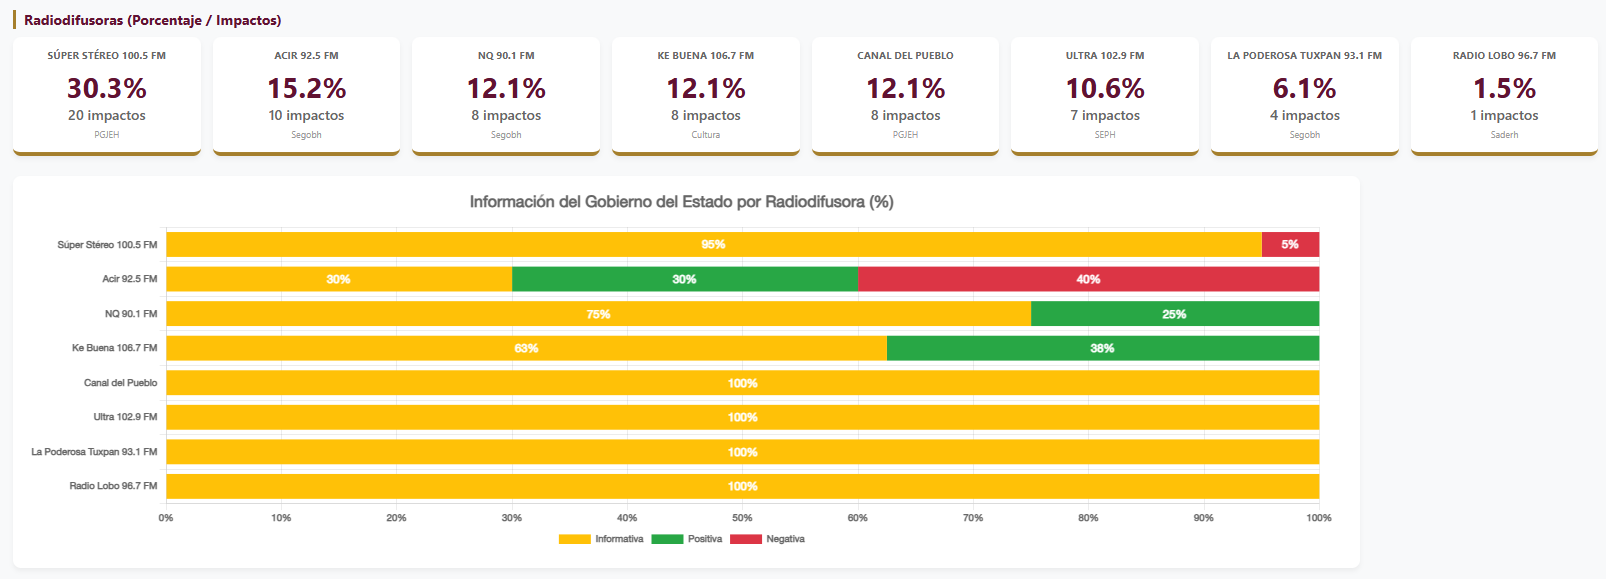 Radiodifusoras (Porcentaje / Impactos)
SÚPER STÉREO 100.5 FM
30.3%
20 impactos
PGJEH
ACIR 92.5 FM
15.2%
10 impactos
Segobh
NQ 90.1 FM
12.1%
8 impactos
Segobh
KE BUENA 106.7 FM
12.1%
8 impactos
Cultura
CANAL DEL PUEBLO
12.1%
8 impactos
PGJEH
ULTRA 102.9 FM
10.6%
7 impactos
SEPH
LA PODEROSA TUXPAN 93.1 FM
6.1%
4 impactos
Segobh
RADIO LOBO 96.7 FM
1.5%
1 impactos
Saderh
Información del Gobierno del Estado por Radiodifusora (%)
Súper Stéreo 100.5 FM 95% 5%
Acir 92.5 FM 30% 30% 40%
NQ 90.1 FM 75% 25%
Ke Buena 106.7 FM 63% 38%
Canal del Pueblo 100%
Ultra 102.9 FM 100%
La Poderosa Tuxpan 93.1 FM 100%
Radio Lobo 96.7 FM 100%
0% 10% 20% 30% 40% 50% 60% 70% 80% 90% 100%
Informativa Positiva Negativa